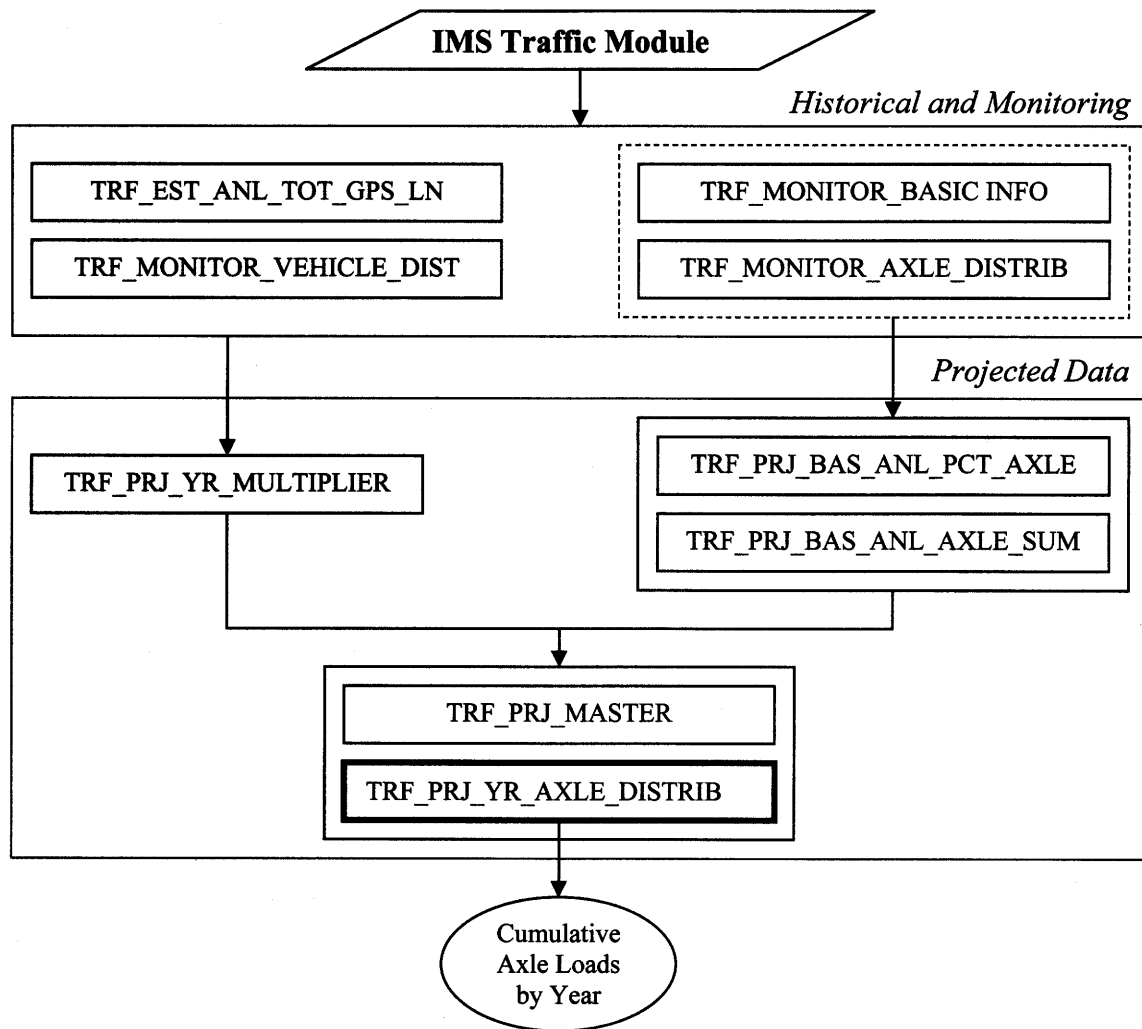 IMS Traffic Module
Historical and Monitoring
TRF_EST_ANL_TOT_GPS_LN
TRF_MONITOR_VEHICLE_DIST
TRF_MONITOR_BASIC INFO
TRF_MONITOR_AXLE_DISTRIB
Projected Data
TRF_PRJ_YR_MULTIPLIER
TRF_PRJ_BAS_ANL_PCT_AXLE
TRF_PRJ_BAS_ANL_AXLE_SUM
TRF_PRJ_MASTER
TRF_PRJ_YR_AXLE_DISTRIB
Cumulative
Axle Loads
by Year